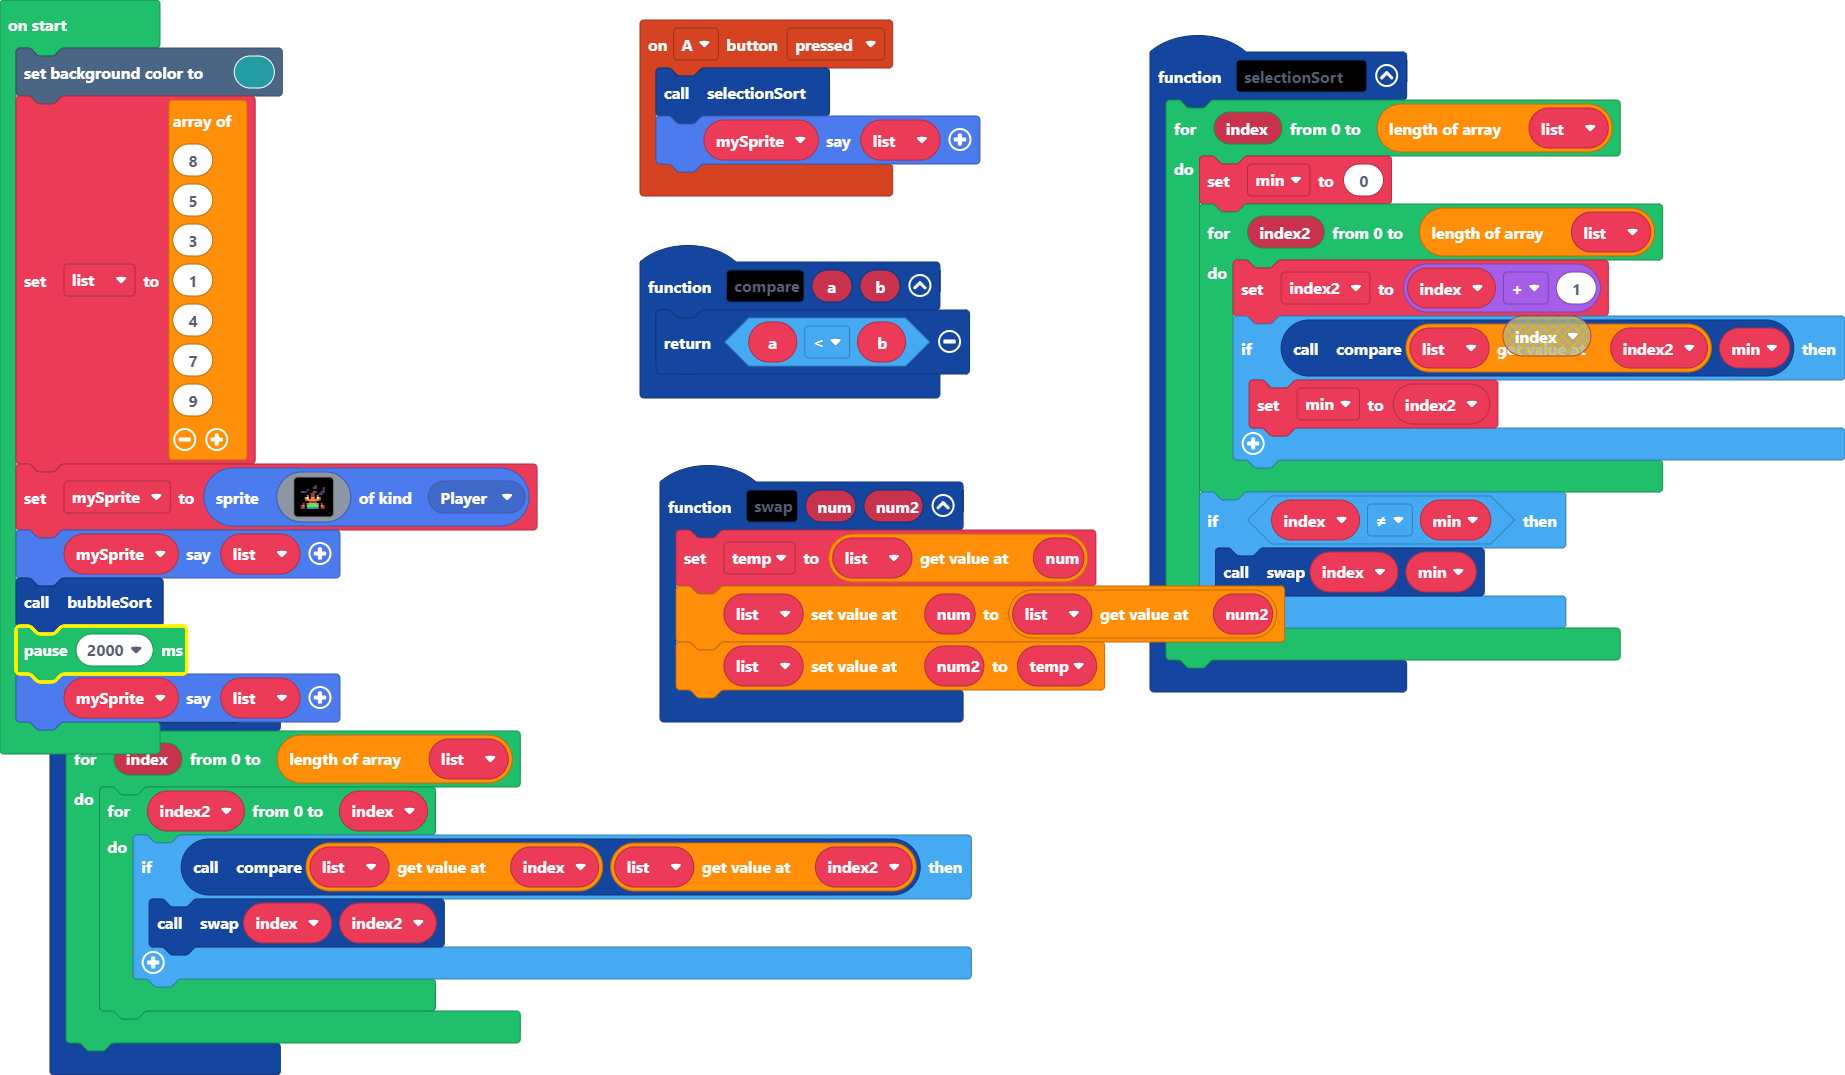 on start
set background color to
set list to array of
8
5
3
1
4
7
9
set mySprite to sprite of kind Player
mySprite say list
call bubbleSort
pause 2000 ms
mySprite say list
for index from 0 to length of array list
do
for index2 from 0 to index
do
if call compare list get value at index list get value at index2 then
call swap index index2
on A button pressed
call selectionSort
mySprite say list
function compare a b
return a < b
function swap num num2
set temp to list get value at num
list set value at num to list get value at num2
list set value at num2 to temp
function selectionSort
for index from 0 to length of array list
do
set min to 0
for index2 from 0 to length of array list
do
set index2 to index + 1
index
if call compare list get value at index2 min then
set min to index2
if index ≠ min then
call swap index min